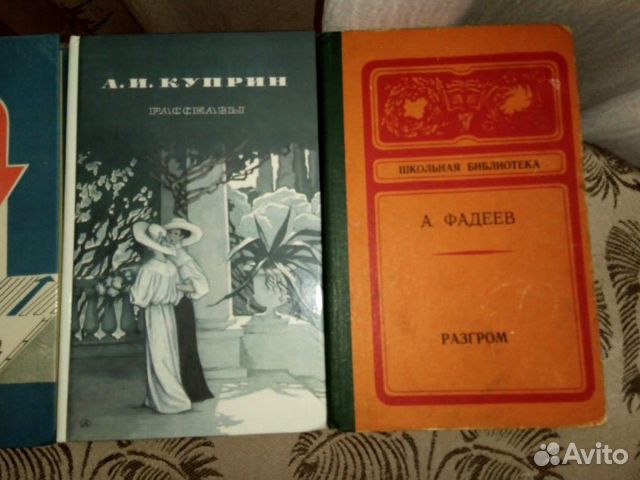 А.И. КУПРИН
РАССКАЗЫ
ШКОЛЬНАЯ БИБЛИОТЕКА
А. ФАДЕЕВ
РАЗГРОМ
Avito